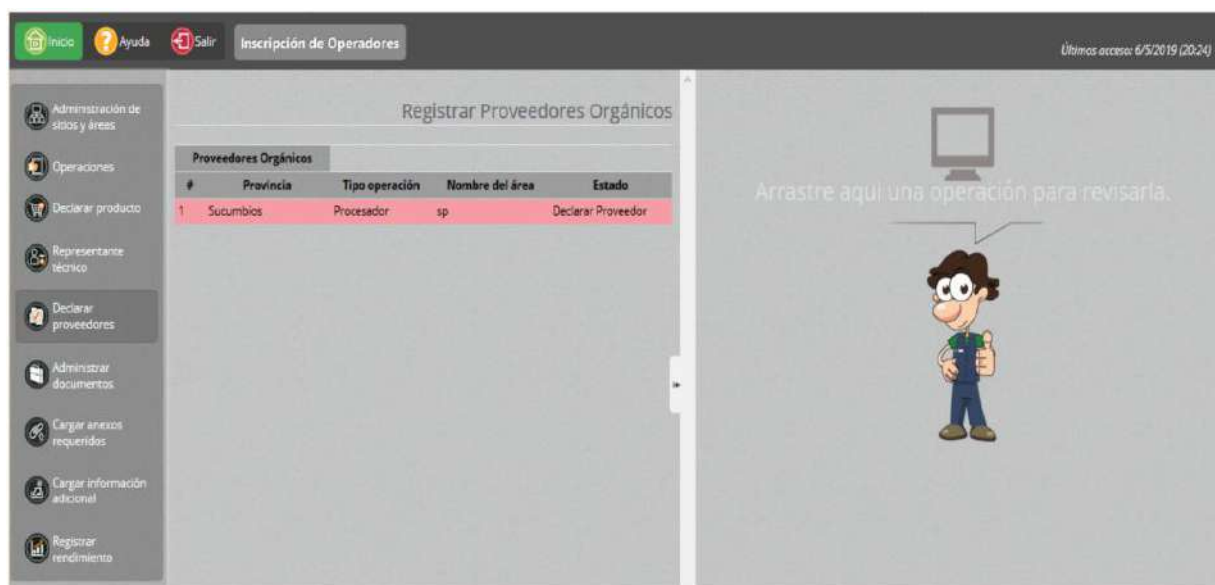 Inicio
Ayuda
Salir
Inscripción de Operadores
Últimos acceso: 6/5/2019 (20:24)
Administración de
sitios y áreas
Operaciones
Declarar producto
Representante
técnico
Declarar
proveedores
Administrar
documentos
Cargar anexos
requeridos
Cargar información
adicional
Registrar
rendimiento
Registrar Proveedores Orgánicos
Proveedores Orgánicos
# Provincia Tipo operación Nombre del área Estado
1 Sucumbios Procesador sp Declarar Proveedor
Arrastre aquí una operación para revisarla.